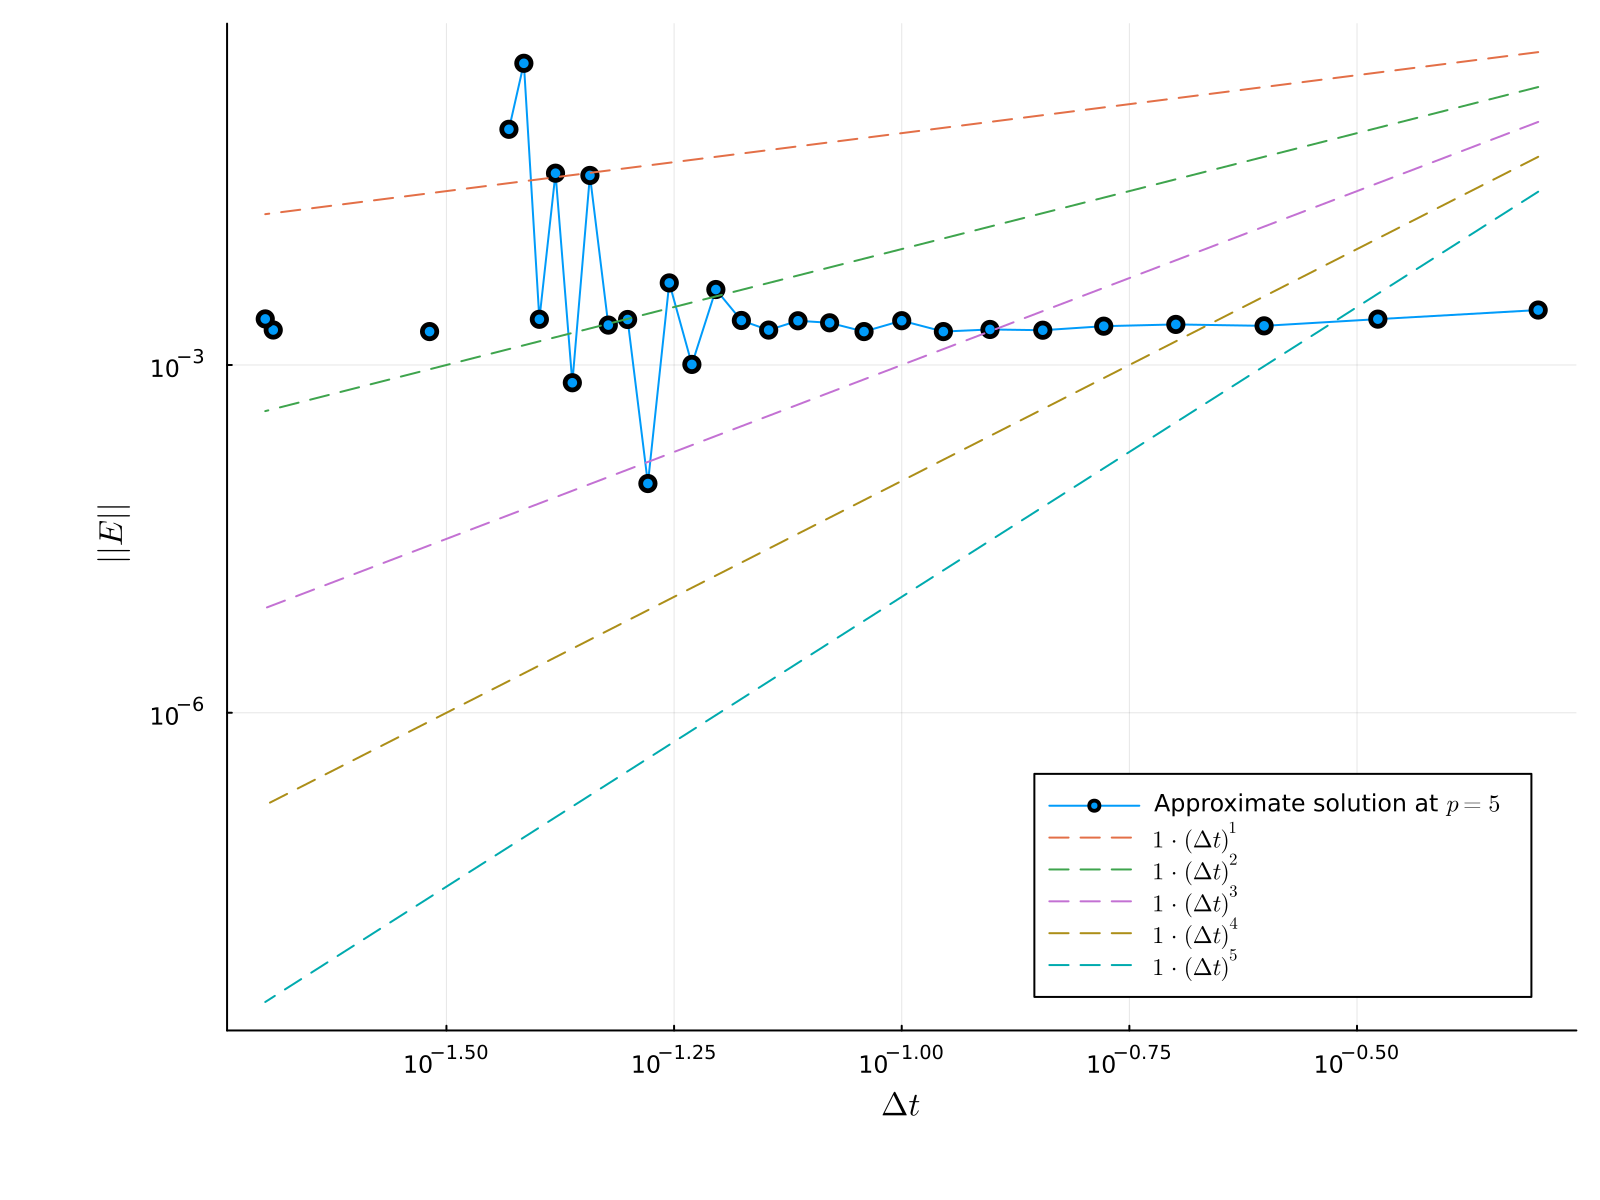 ||E||
10⁻³
10⁻⁶
10⁻¹·⁵⁰ 10⁻¹·²⁵ 10⁻¹·⁰⁰ 10⁻⁰·⁷⁵ 10⁻⁰·⁵⁰
Δt
Approximate solution at p = 5
1 · (Δt)¹
1 · (Δt)²
1 · (Δt)³
1 · (Δt)⁴
1 · (Δt)⁵